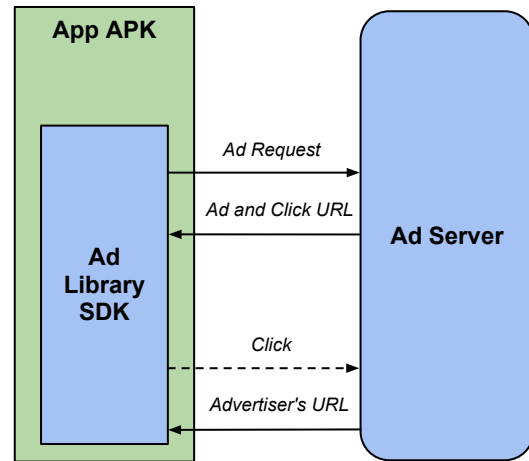 App APK
Ad Request
Ad and Click URL
Ad
Library
SDK
Ad Server
Click
Advertiser's URL